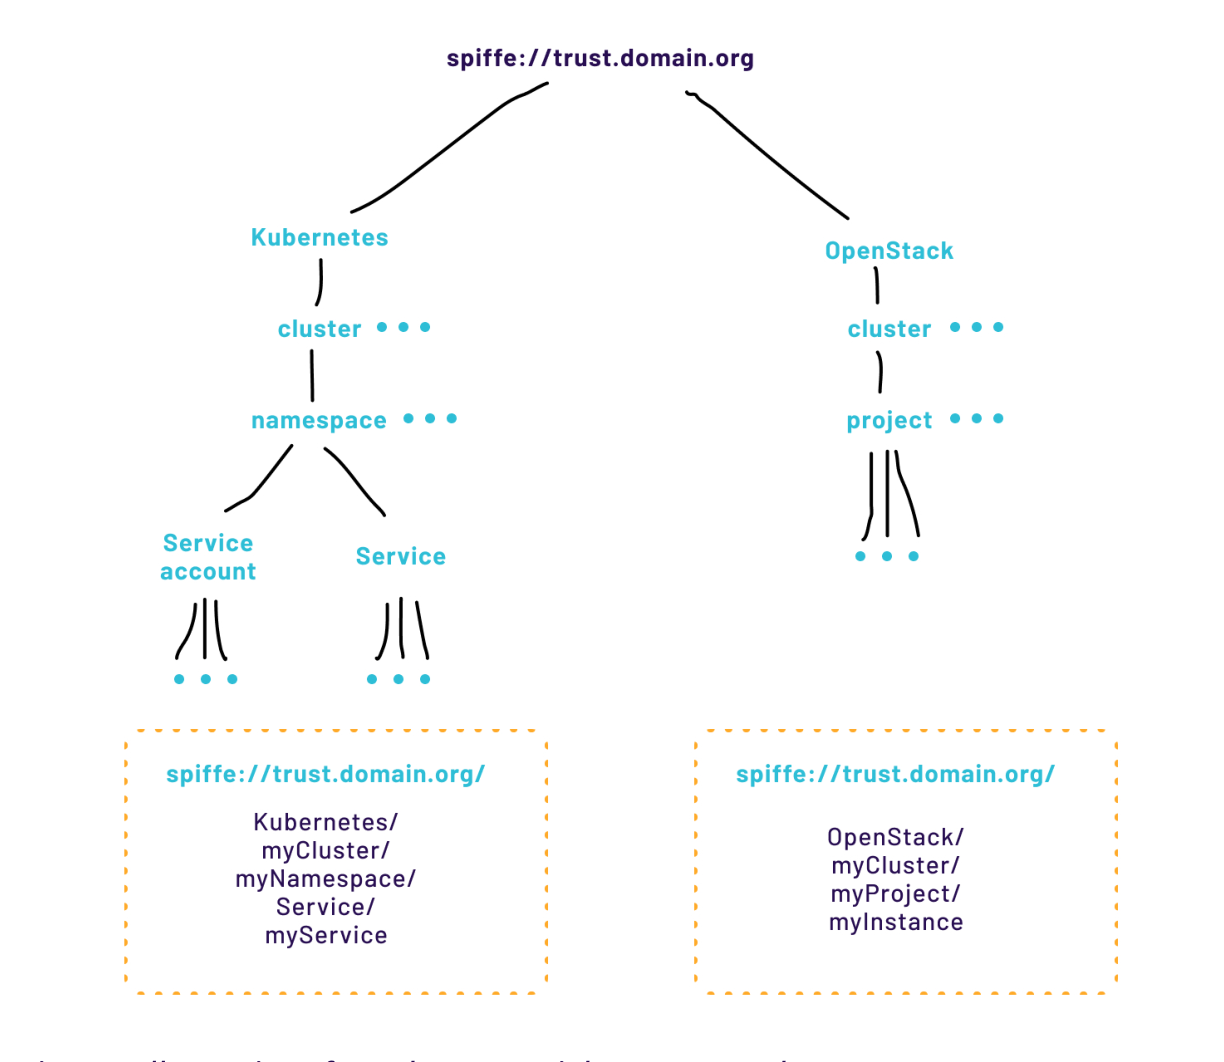 spiffe://trust.domain.org
Kubernetes
OpenStack
cluster
cluster
namespace
project
Service
account
Service
spiffe://trust.domain.org/
Kubernetes/
myCluster/
myNamespace/
Service/
myService
spiffe://trust.domain.org/
OpenStack/
myCluster/
myProject/
myInstance